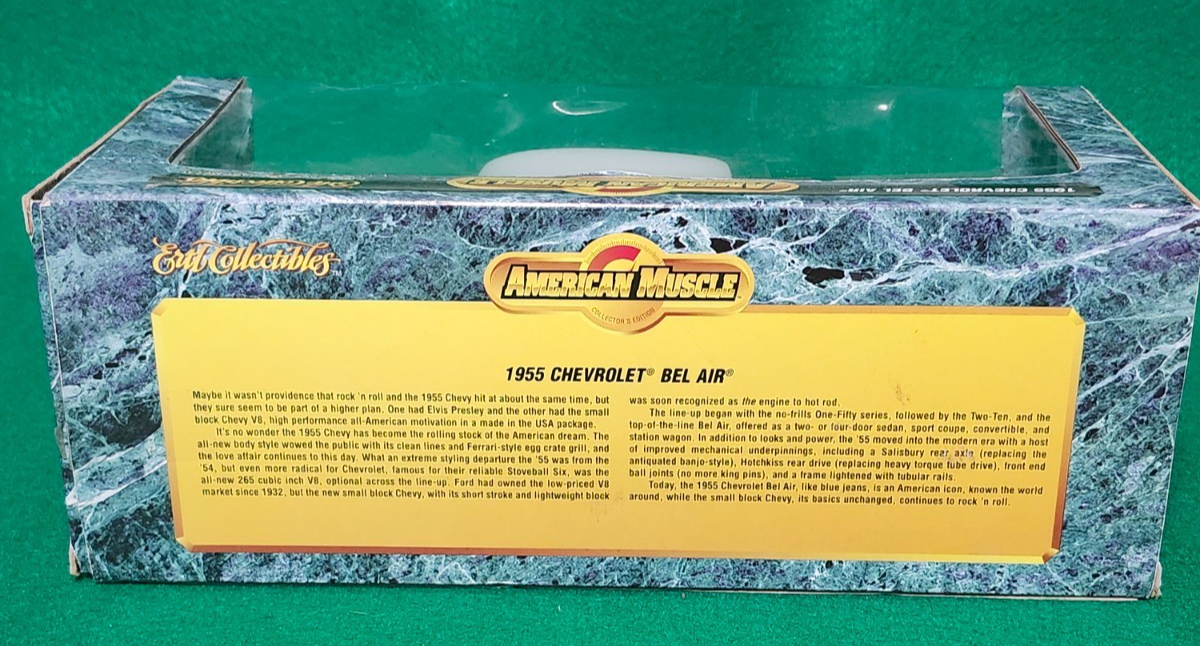 AMERICAN MUSCLE
1955 CHEVROLET® BEL AIR™
Ertl Collectibles™
AMERICAN MUSCLE
COLLECTOR'S EDITION
1955 CHEVROLET® BEL AIR®
Maybe it wasn't providence that rock 'n roll and the 1955 Chevy hit at about the same time, but
they sure seem to be part of a higher plan. One had Elvis Presley and the other had the small
block Chevy V8, high performance all-American motivation in a made in the USA package.
It's no wonder the 1955 Chevy has become the rolling stock of the American dream. The
all-new body style wowed the public with its clean lines and Ferrari-style egg crate grill, and
the love affair continues to this day. What an extreme styling departure the '55 was from the
'54, but even more radical for Chevrolet, famous for their reliable Stoveball Six, was the
all-new 265 cubic inch V8, optional across the line-up. Ford had owned the low-priced V8
market since 1932, but the new small block Chevy, with its short stroke and lightweight block
was soon recognized as the engine to hot rod.
The line-up began with the no-frills One-Fifty series, followed by the Two-Ten, and the
top-of-the-line Bel Air, offered as a two- or four-door sedan, sport coupe, convertible, and
station wagon. In addition to looks and power, the '55 moved into the modern era with a host
of improved mechanical underpinnings, including a Salisbury rear axle (replacing the
antiquated banjo-style), Hotchkiss rear drive (replacing heavy torque tube drive), front end
ball joints (no more king pins), and a frame lightened with tubular rails.
Today, the 1955 Chevrolet Bel Air, like blue jeans, is an American icon, known the world
around, while the small block Chevy, its basics unchanged, continues to rock 'n roll.